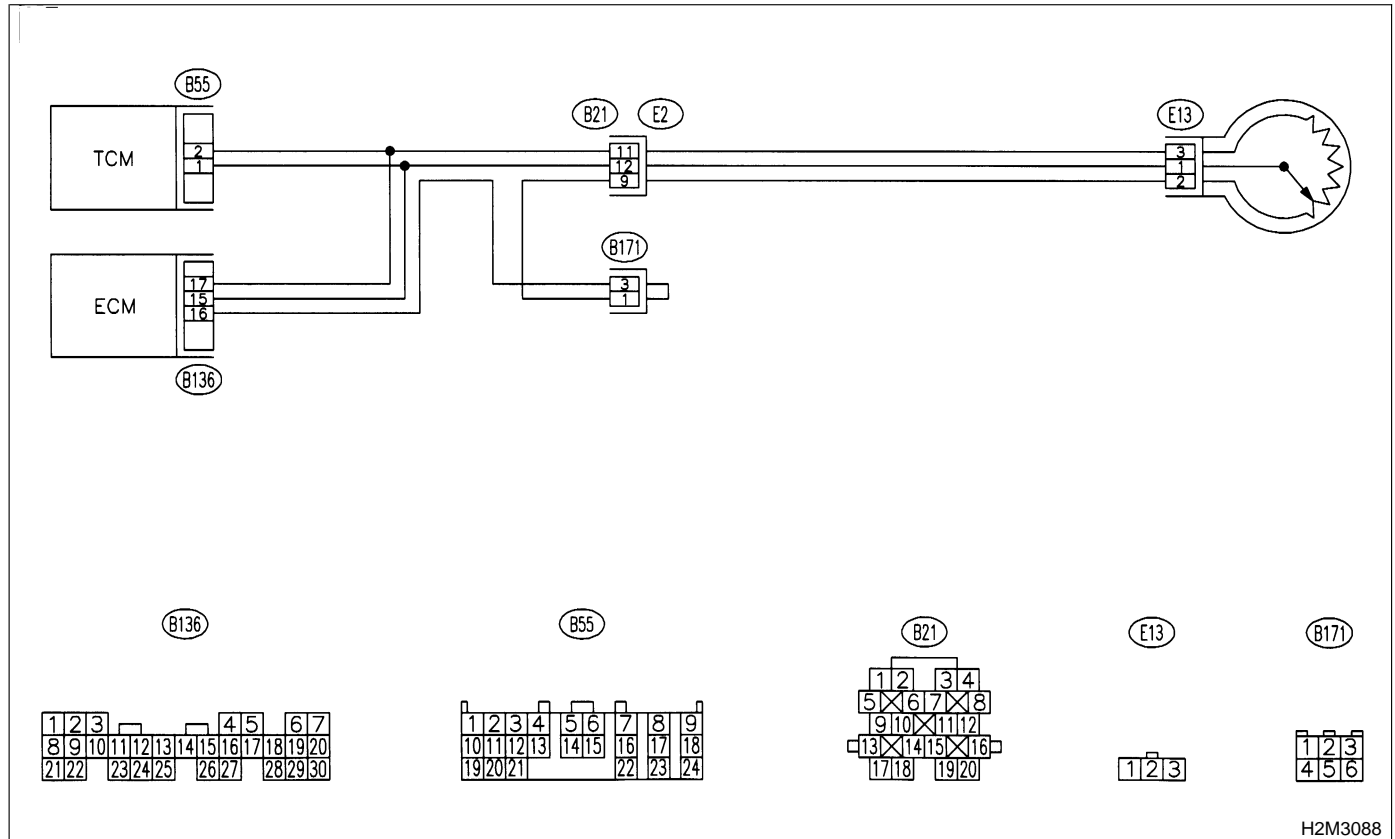 B55
TCM
2
1
B21
E2
11
12
9
E13
3
1
2
B171
3
1
ECM
17
15
16
B136
B136
1 2 3 4 5 6 7
8 9 10 11 12 13 14 15 16 17 18 19 20
21 22 23 24 25 26 27 28 29 30
B55
1 2 3 4 5 6 7 8 9
10 11 12 13 14 15 16 17 18
19 20 21 22 23 24
B21
1 2 3 4
5 6 7 8
9 10 11 12
13 14 15 16
17 18 19 20
E13
1 2 3
B171
1 2 3
4 5 6
H2M3088